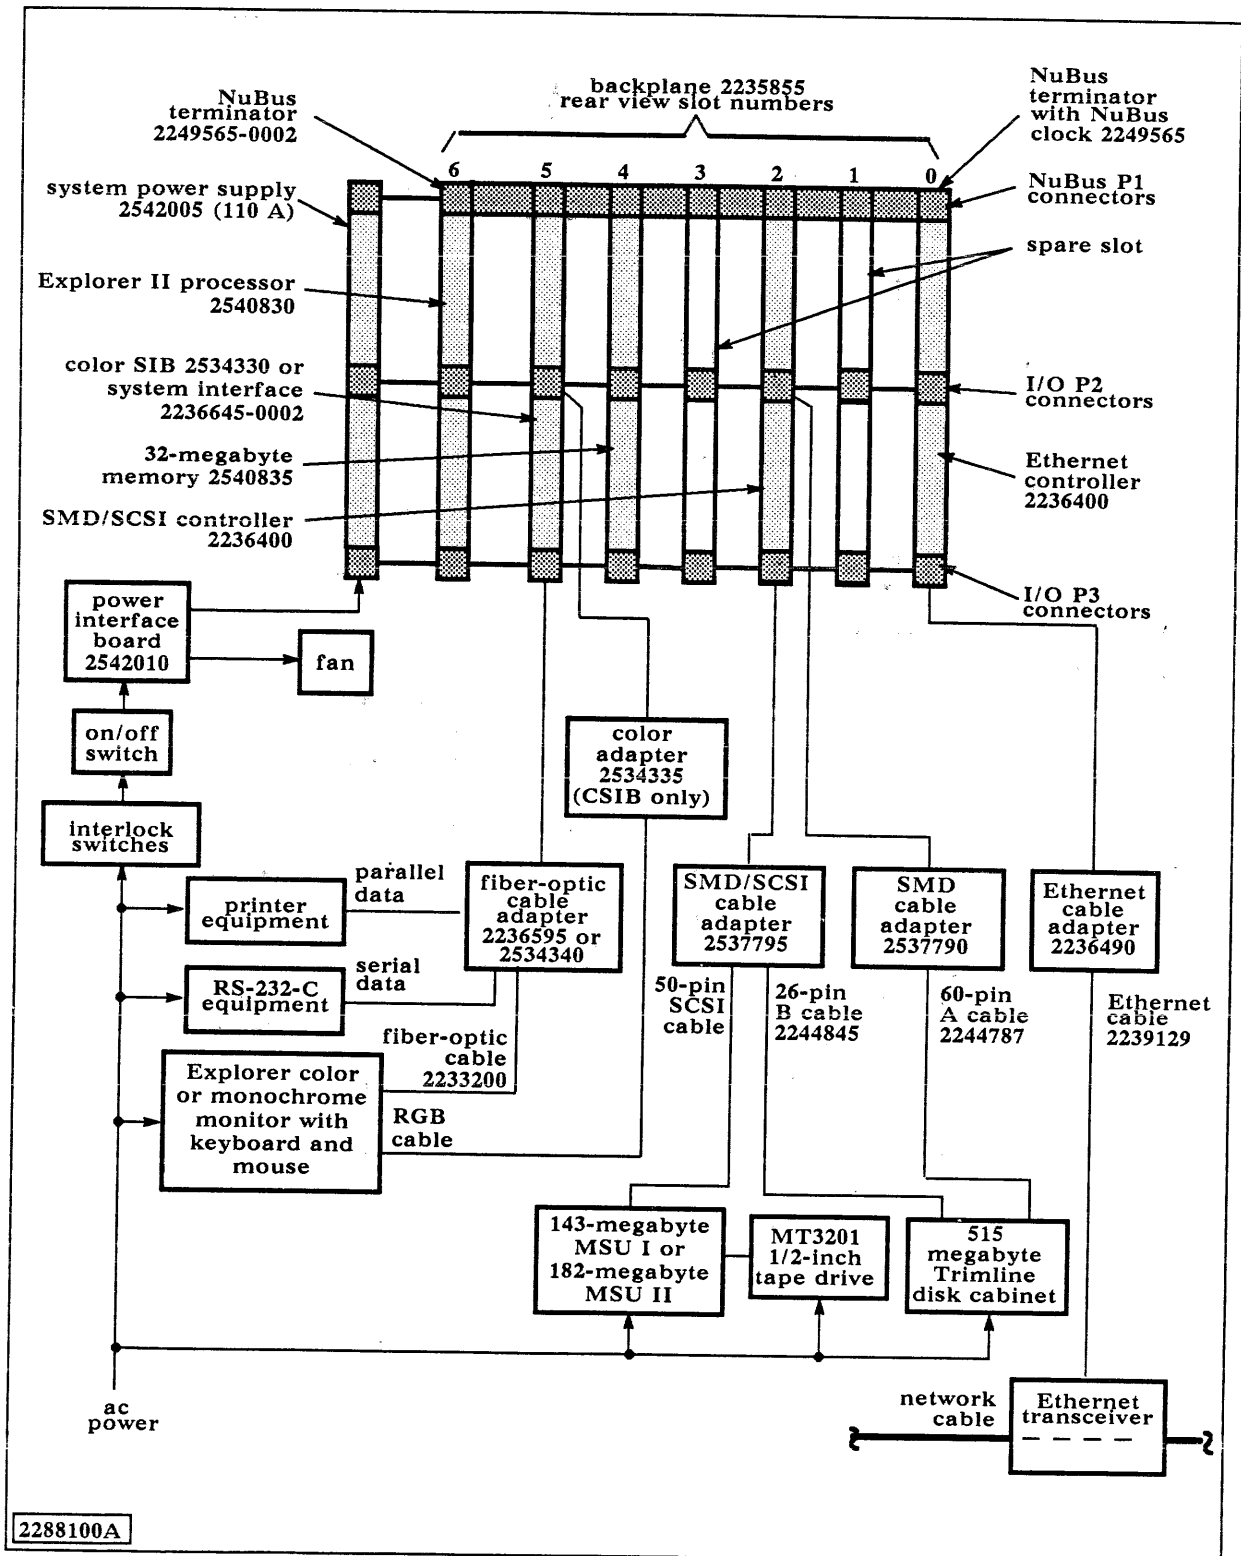 NuBus
terminator
2249565-0002
backplane 2235855
rear view slot numbers
NuBus
terminator
with NuBus
clock 2249565
6 5 4 3 2 1 0
system power supply
2542005 (110 A)
NuBus P1
connectors
spare slot
Explorer II processor
2540830
color SIB 2534330 or
system interface
2236645-0002
I/O P2
connectors
32-megabyte
memory 2540835
Ethernet
controller
2236400
SMD/SCSI controller
2236400
I/O P3
connectors
power
interface
board
2542010
fan
on/off
switch
color
adapter
2534335
(CSIB only)
interlock
switches
parallel
data
printer
equipment
fiber-optic
cable
adapter
2236595 or
2534340
SMD/SCSI
cable
adapter
2537795
SMD
cable
adapter
2537790
Ethernet
cable
adapter
2236490
serial
data
RS-232-C
equipment
50-pin
SCSI
cable
26-pin
B cable
2244845
60-pin
A cable
2244787
Ethernet
cable
2239129
fiber-optic
cable
2233200
Explorer color
or monochrome
monitor with
keyboard and
mouse
RGB
cable
143-megabyte
MSU I or
182-megabyte
MSU II
MT3201
1/2-inch
tape drive
515
megabyte
Trimline
disk cabinet
ac
power
network
cable
Ethernet
transceiver
2288100A